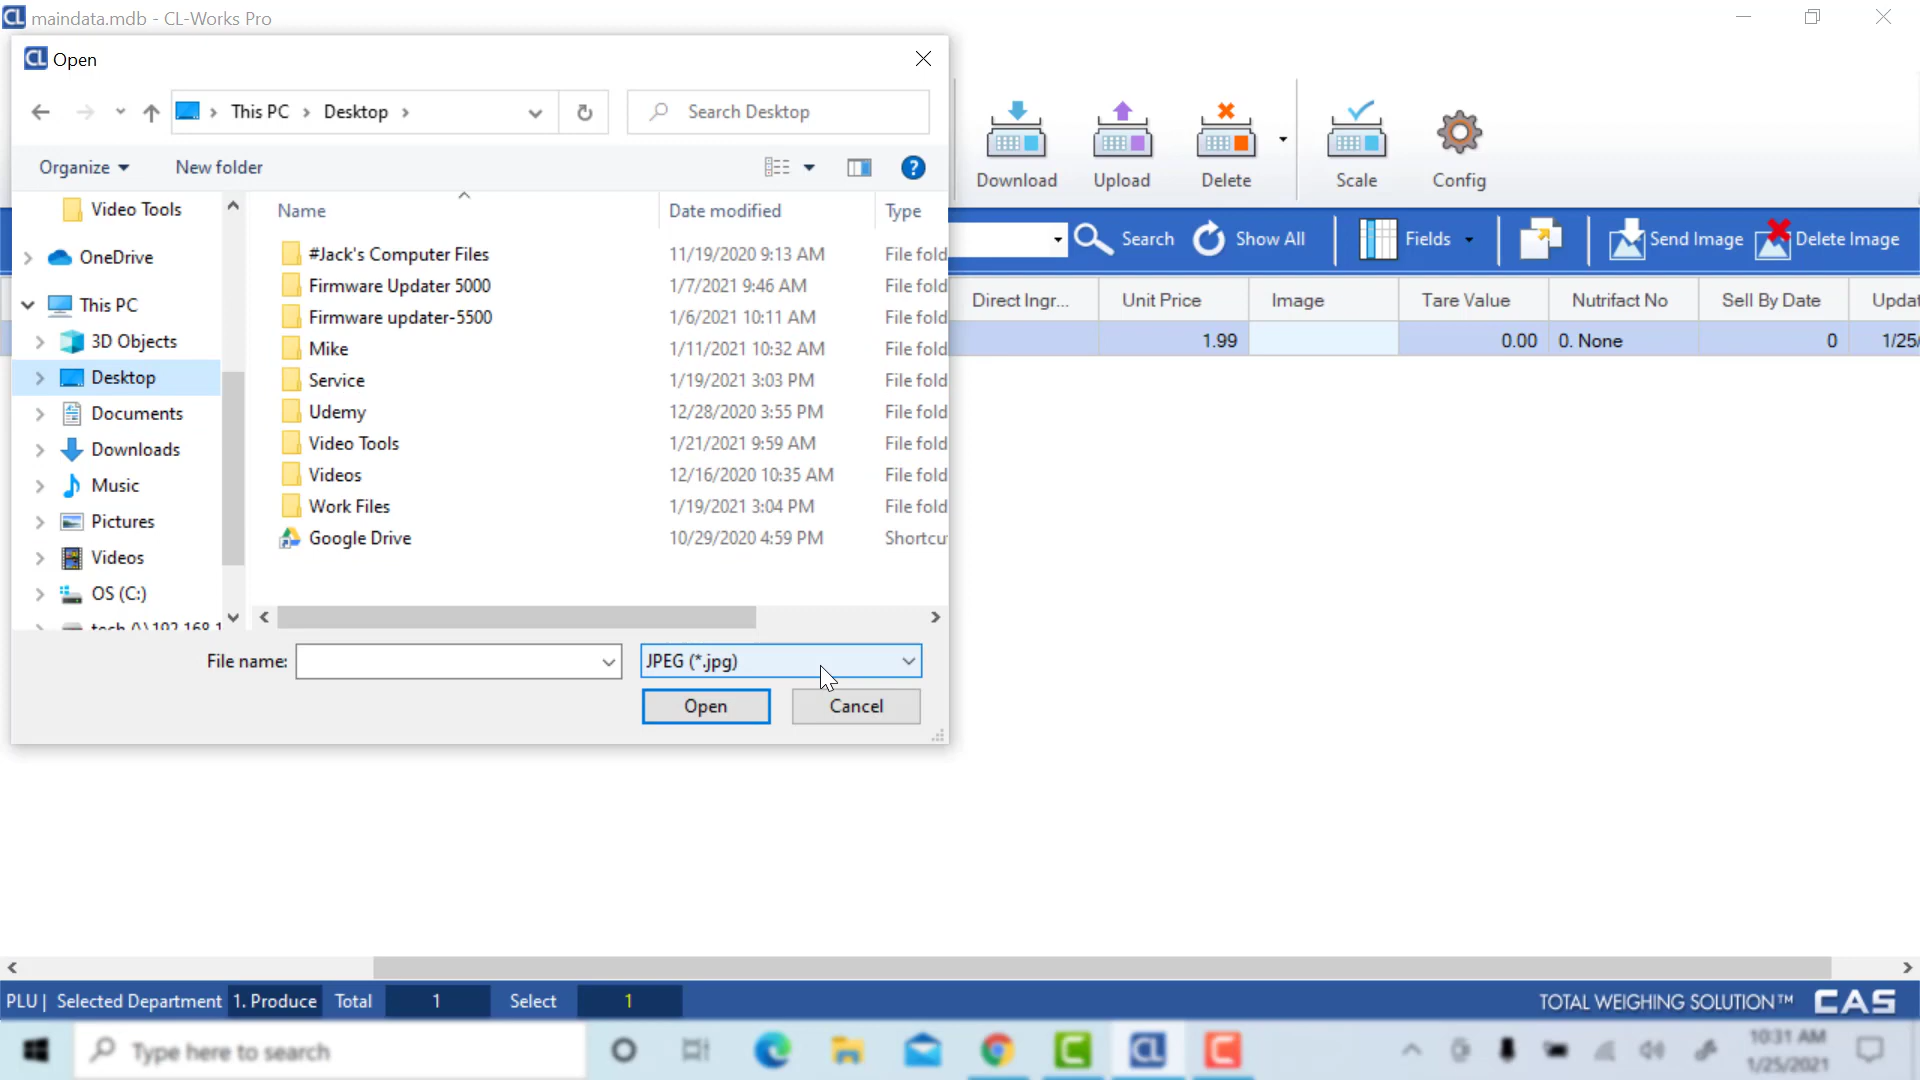 CL maindata.mdb - CL-Works Pro
CL Open
This PC Desktop
Search Desktop
Organize New folder
Download Upload Delete Scale Config
Search Show All Fields Send Image Delete Image
Direct Ingr... Unit Price Image Tare Value Nutrifact No Sell By Date
1.99 0.00 0. None 0 1/25/
Video Tools
OneDrive
This PC
3D Objects
Desktop
Documents
Downloads
Music
Pictures
Videos
OS (C:)
Name Date modified Type
#Jack's Computer Files 11/19/2020 9:13 AM File fold
Firmware Updater 5000 1/7/2021 9:46 AM File fold
Firmware updater-5500 1/6/2021 10:11 AM File fold
Mike 1/11/2021 10:32 AM File fold
Service 1/19/2021 3:03 PM File fold
Udemy 12/28/2020 3:55 PM File fold
Video Tools 1/21/2021 9:59 AM File fold
Videos 12/16/2020 10:35 AM File fold
Work Files 1/19/2021 3:04 PM File fold
Google Drive 10/29/2020 4:59 PM Shortcu
File name: JPEG (*.jpg)
Open Cancel
PLU | Selected Department 1. Produce Total 1 Select 1 TOTAL WEIGHING SOLUTION™ CAS
Type here to search CL 10:31 AM
1/25/2021